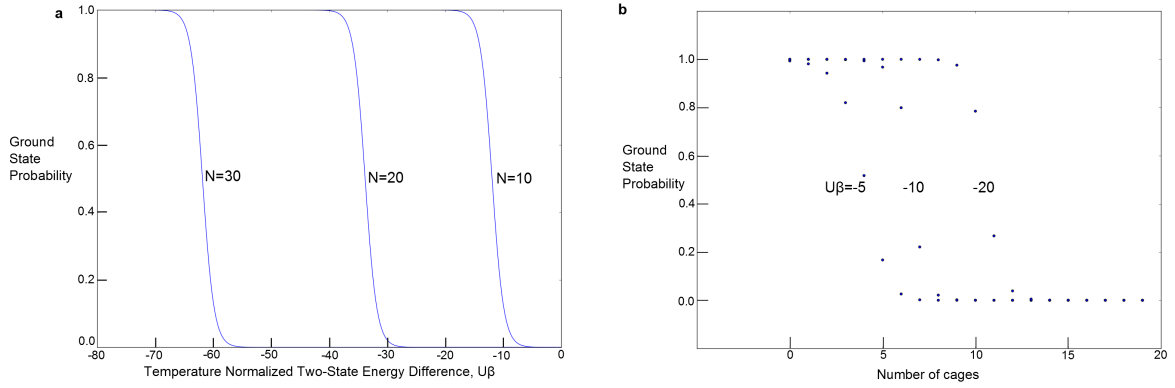 a
1.0
0.8
Ground
State
Probability
0.6
N=30
N=20
N=10
0.4
0.2
0.0
-80
-70
-60
-50
-40
-30
-20
-10
0
Temperature Normalized Two-State Energy Difference, Uβ
b
1.0
0.8
Ground
State
Probability
0.6
Uβ=-5
-10
-20
0.4
0.2
0.0
0
5
10
15
20
Number of cages